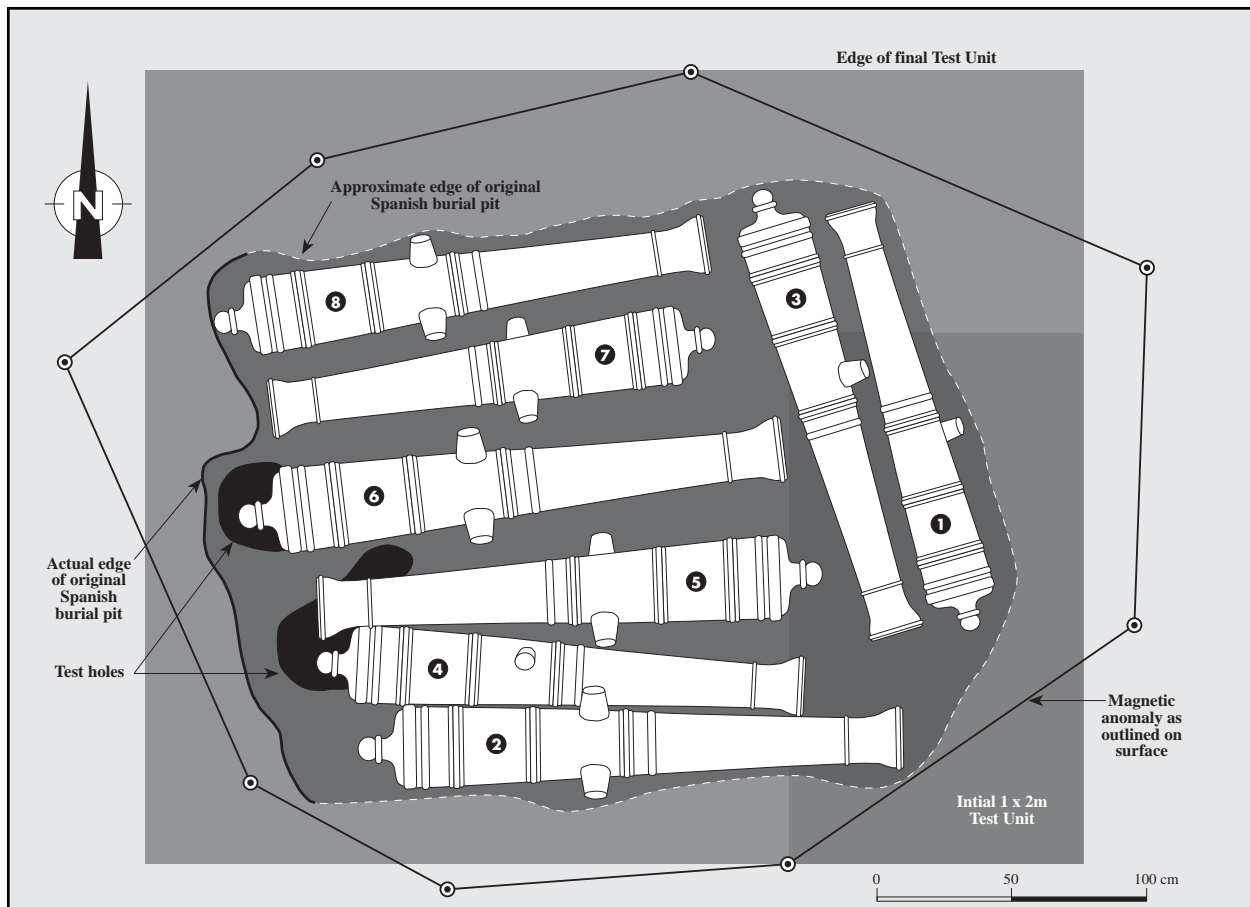 Edge of final Test Unit
N
Approximate edge of original
Spanish burial pit
8
3
7
6
1
5
4
2
Actual edge
of original
Spanish
burial pit
Test holes
Magnetic
anomaly as
outlined on
surface
Intial 1 x 2m
Test Unit
0 50 100 cm